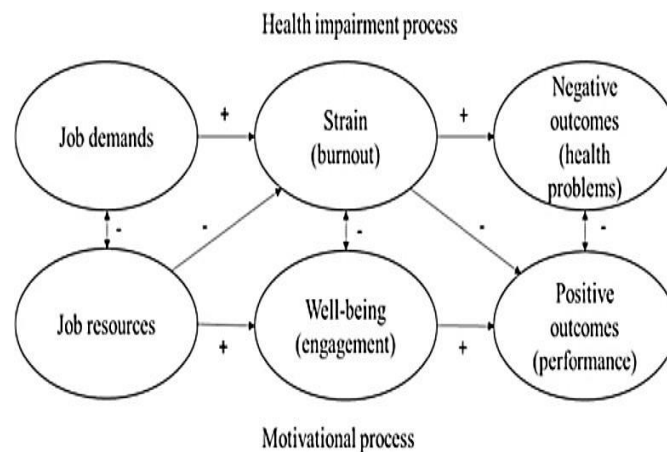 Health impairment process
+
+
Job demands
Strain
(burnout)
Negative
outcomes
(health
problems)
-
-
-
-
-
Job resources
Well-being
(engagement)
Positive
outcomes
(performance)
+
+
Motivational process